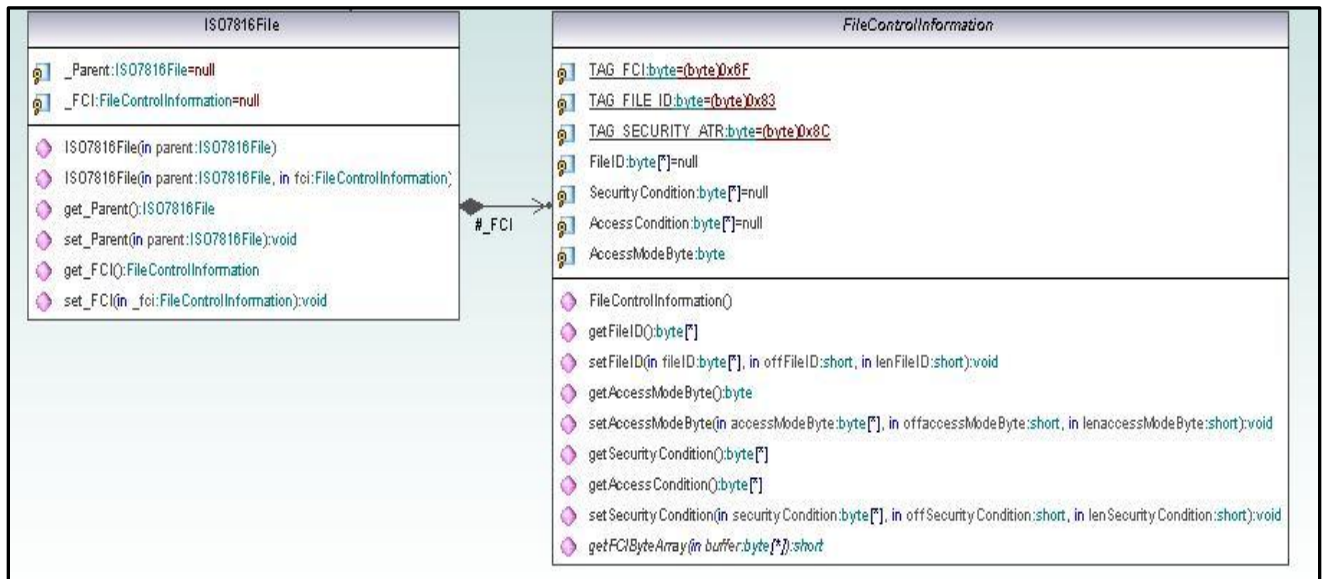 ISO7816File
_Parent:ISO7816File=null
_FCI:FileControlInformation=null
ISO7816File(in parent:ISO7816File)
ISO7816File(in parent:ISO7816File, in fci:FileControlInformation)
get_Parent():ISO7816File
set_Parent(in parent:ISO7816File):void
get_FCI():FileControlInformation
set_FCI(in _fci:FileControlInformation):void
#_FCI
FileControlInformation
TAG_FCI:byte=(byte)0x6F
TAG_FILE_ID:byte=(byte)0x83
TAG_SECURITY_ATR:byte=(byte)0x8C
FileID:byte[*]=null
SecurityCondition:byte[*]=null
AccessCondition:byte[*]=null
AccessModeByte:byte
FileControlInformation()
getFileID():byte[*]
setFileID(in fileID:byte[*], in offFileID:short, in lenFileID:short):void
getAccessModeByte():byte
setAccessModeByte(in accessModeByte:byte[*], in offaccessModeByte:short, in lenaccessModeByte:short):void
getSecurityCondition():byte[*]
getAccessCondition():byte[*]
setSecurityCondition(in securityCondition:byte[*], in offSecurityCondition:short, in lenSecurityCondition:short):void
getFCIByteArray(in buffer:byte[*]):short